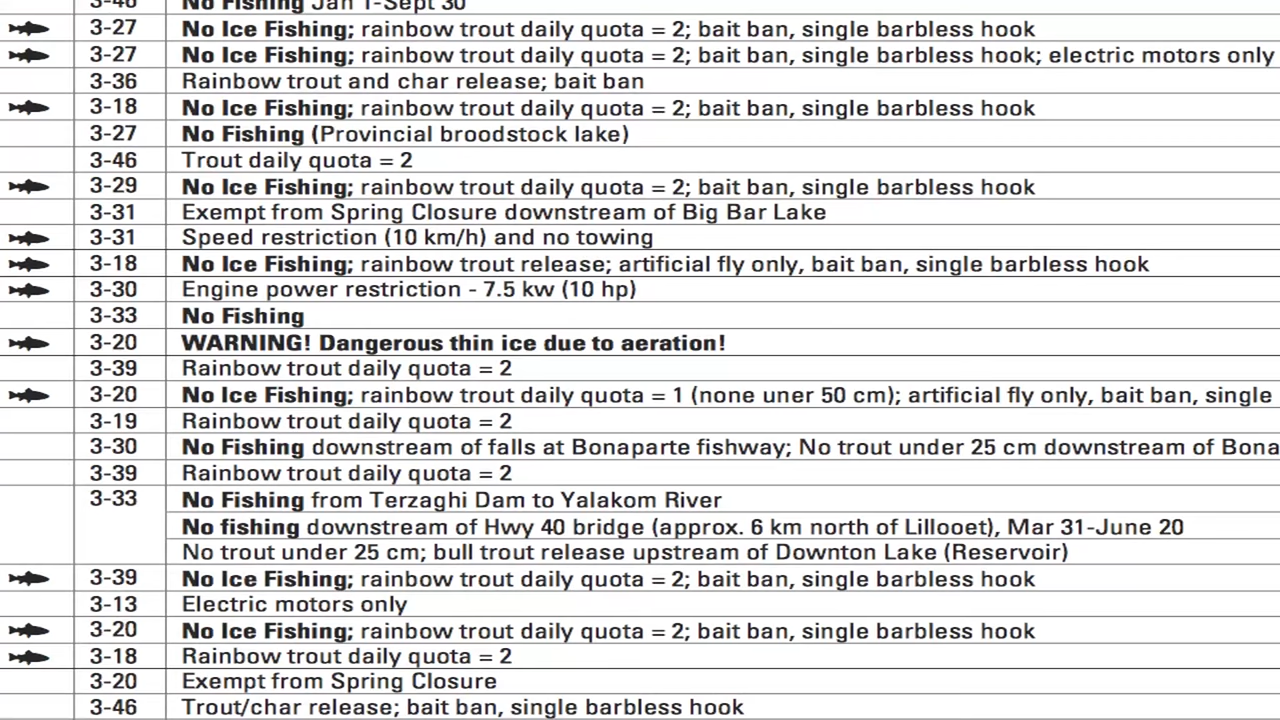 3-46 No Fishing Jan 1-Sept 30
3-27 No Ice Fishing; rainbow trout daily quota = 2; bait ban, single barbless hook
3-27 No Ice Fishing; rainbow trout daily quota = 2; bait ban, single barbless hook; electric motors only
3-36 Rainbow trout and char release; bait ban
3-18 No Ice Fishing; rainbow trout daily quota = 2; bait ban, single barbless hook
3-27 No Fishing (Provincial broodstock lake)
3-46 Trout daily quota = 2
3-29 No Ice Fishing; rainbow trout daily quota = 2; bait ban, single barbless hook
3-31 Exempt from Spring Closure downstream of Big Bar Lake
3-31 Speed restriction (10 km/h) and no towing
3-18 No Ice Fishing; rainbow trout release; artificial fly only, bait ban, single barbless hook
3-30 Engine power restriction - 7.5 kw (10 hp)
3-33 No Fishing
3-20 WARNING! Dangerous thin ice due to aeration!
3-39 Rainbow trout daily quota = 2
3-20 No Ice Fishing; rainbow trout daily quota = 1 (none uner 50 cm); artificial fly only, bait ban, single
3-19 Rainbow trout daily quota = 2
3-30 No Fishing downstream of falls at Bonaparte fishway; No trout under 25 cm downstream of Bona
3-39 Rainbow trout daily quota = 2
3-33 No Fishing from Terzaghi Dam to Yalakom River
No fishing downstream of Hwy 40 bridge (approx. 6 km north of Lillooet), Mar 31-June 20
No trout under 25 cm; bull trout release upstream of Downton Lake (Reservoir)
3-39 No Ice Fishing; rainbow trout daily quota = 2; bait ban, single barbless hook
3-13 Electric motors only
3-20 No Ice Fishing; rainbow trout daily quota = 2; bait ban, single barbless hook
3-18 Rainbow trout daily quota = 2
3-20 Exempt from Spring Closure
3-46 Trout/char release; bait ban, single barbless hook